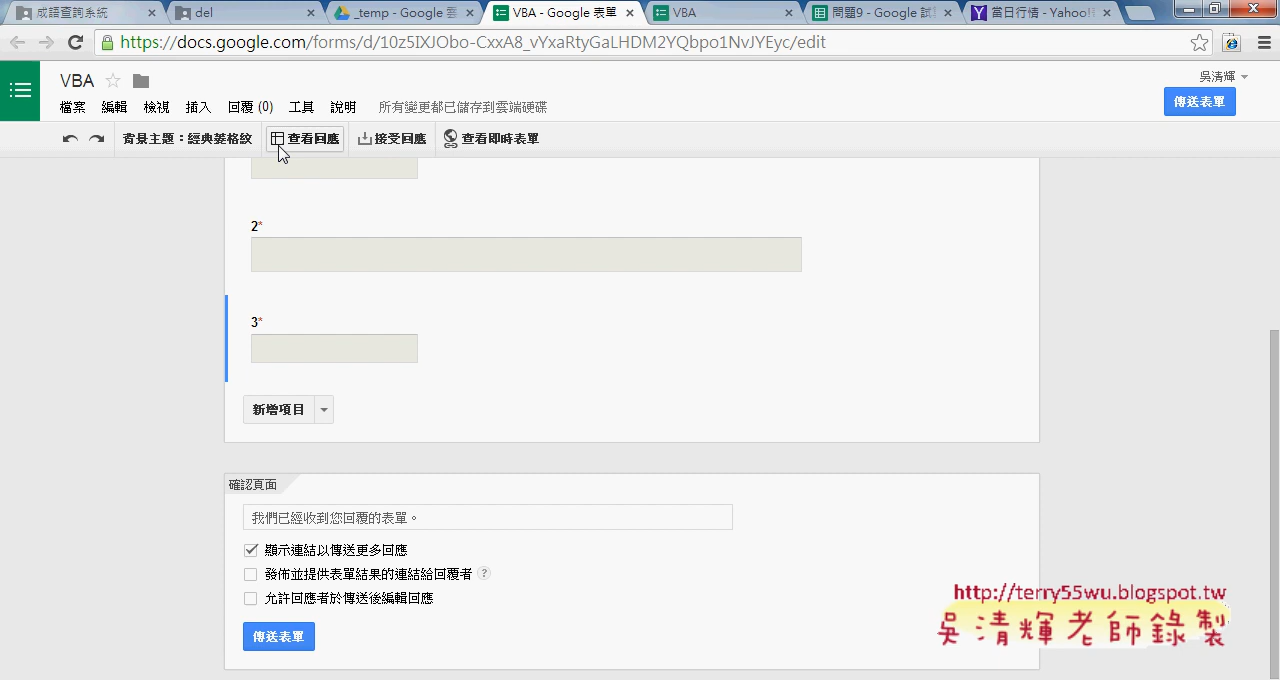 成語查詢系統
del
_temp - Google 雲
VBA - Google 表單
VBA
問題9 - Google 試
當日行情 - Yahoo!
https://docs.google.com/forms/d/10z5IXJObo-CxxA8_vYxaRtyGaLHDM2YQbpo1NvJYEyc/edit
VBA
吳清輝
檔案 編輯 檢視 插入 回覆 (0) 工具 說明 所有變更都已儲存到雲端硬碟
傳送表單
背景主題：經典菱格紋 查看回應 接受回應 查看即時表單
2*
3*
新增項目
確認頁面
我們已經收到您回覆的表單。
顯示連結以傳送更多回應
發佈並提供表單結果的連結給回覆者 ?
允許回應者於傳送後編輯回應
傳送表單
http://terry55wu.blogspot.tw
吳清輝老師錄製